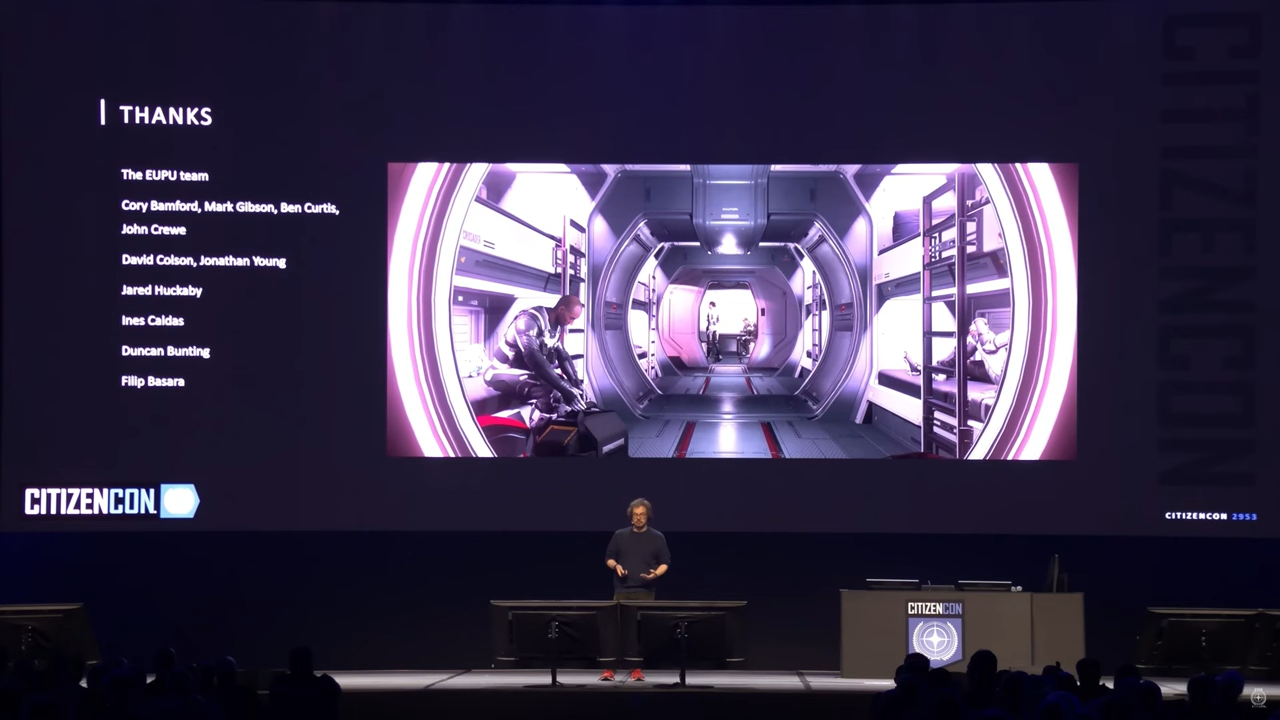 THANKS
The EUPU team
Cory Bamford, Mark Gibson, Ben Curtis,
John Crewe
David Colson, Jonathan Young
Jared Huckaby
Ines Caldas
Duncan Bunting
Filip Basara
CITIZENCON
CITIZENCON
CITIZENCON 2953
CITIZENCON